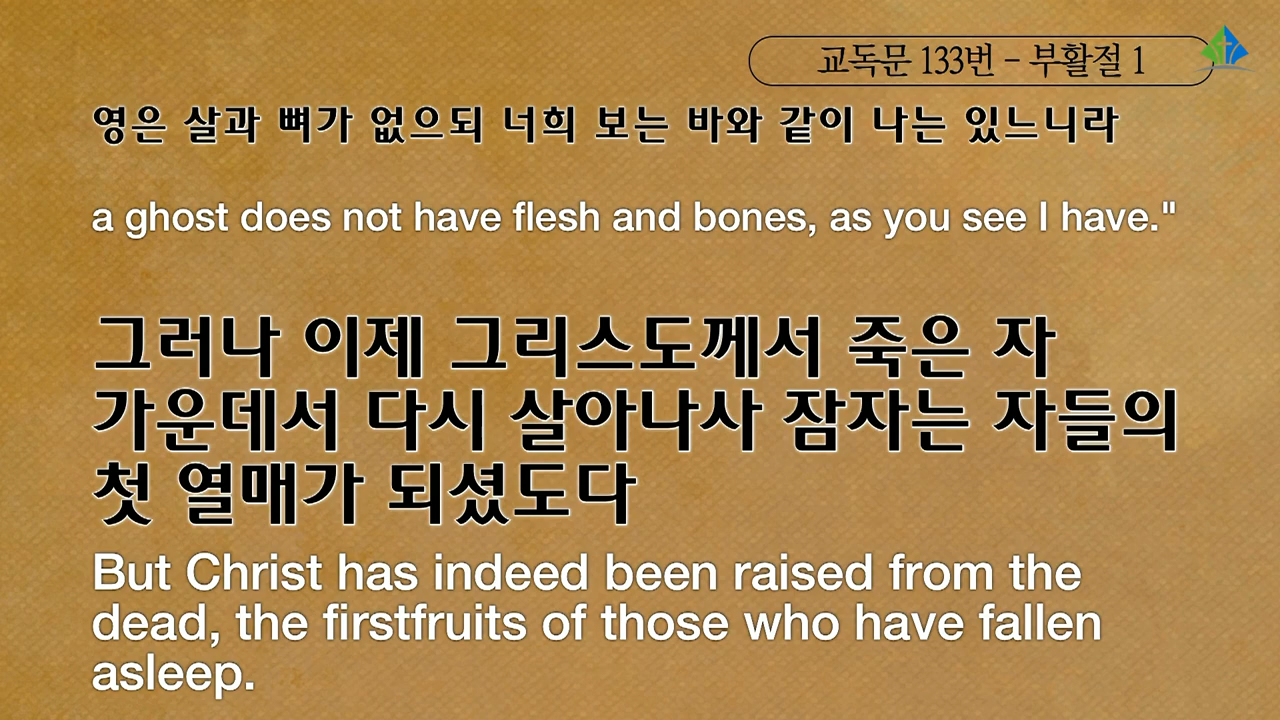 교독문 133번 - 부활절 1
영은 살과 뼈가 없으되 너희 보는 바와 같이 나는 있느니라
a ghost does not have flesh and bones, as you see I have."
그러나 이제 그리스도께서 죽은 자
가운데서 다시 살아나사 잠자는 자들의
첫 열매가 되셨도다
But Christ has indeed been raised from the
dead, the firstfruits of those who have fallen
asleep.